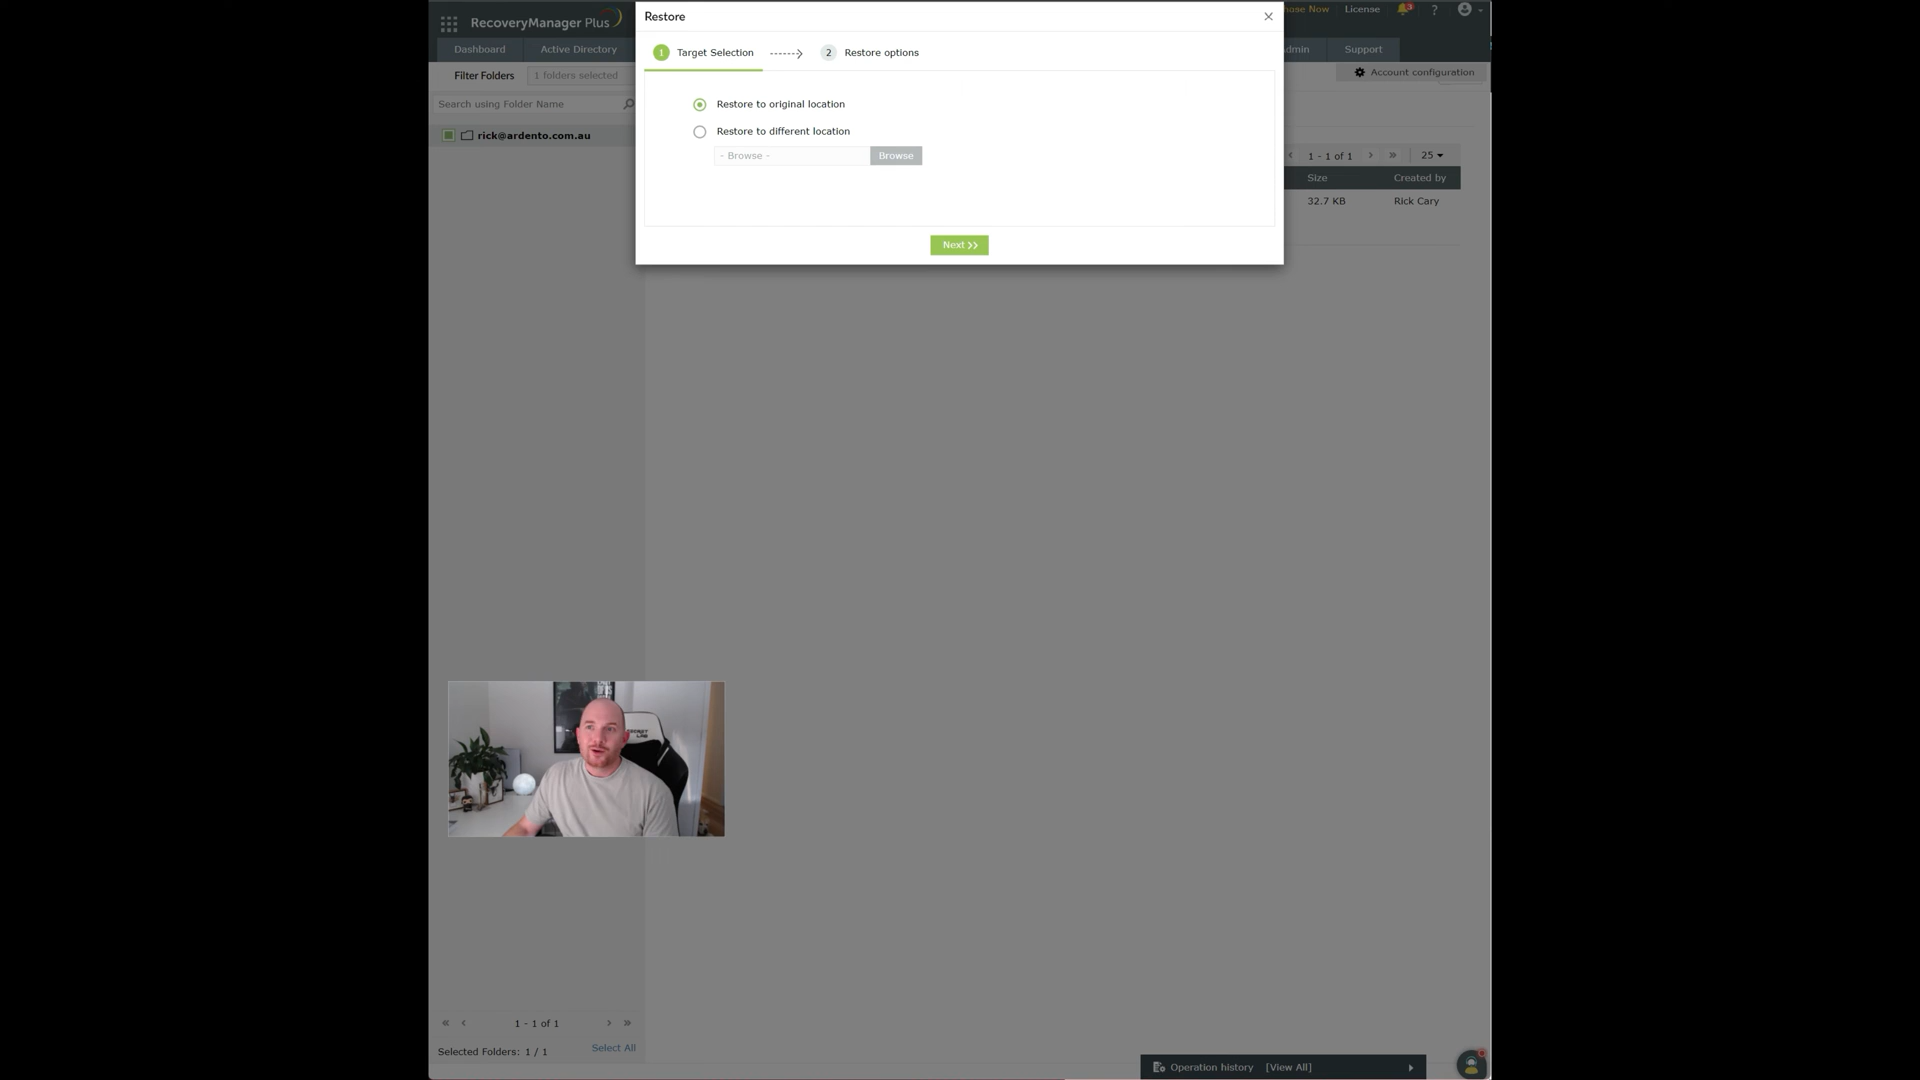 Restore
RecoveryManager Plus
License
3
?
Dashboard
Active Directory
1 Target Selection
2 Restore options
Support
Filter Folders
1 folders selected
Account configuration
Search using Folder Name
rick@ardento.com.au
Restore to original location
Restore to different location
- Browse -
Browse
1 - 1 of 1
25
Size
Created by
32.7 KB
Rick Cary
Next
SECRET
LAB
1 - 1 of 1
Selected Folders: 1 / 1
Select All
Operation history
[View All]